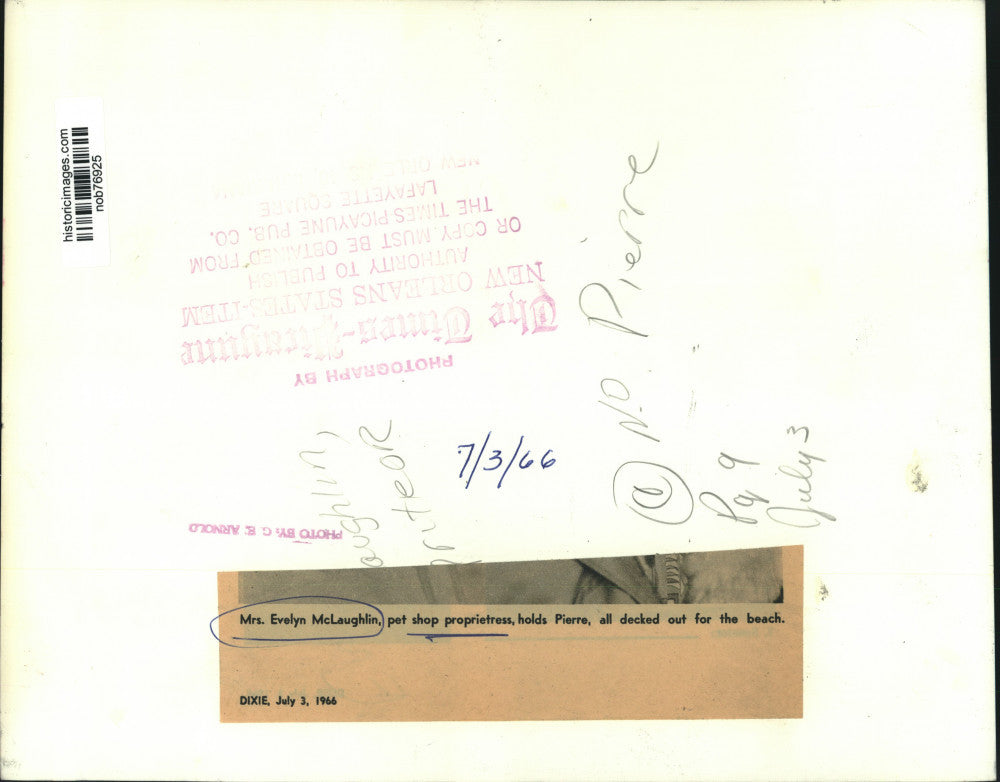 historicimages.com
nob76925
PHOTOGRAPH BY
The Times-Picayune
NEW ORLEANS STATES-ITEM
AUTHORITY TO PUBLISH
OR COPY MUST BE OBTAINED FROM
THE TIMES PICAYUNE PUB. CO.
LAFAYETTE SQUARE
PHOTO BY: G. E. ARNOLD
7/3/66
N.O. Pierre
Pg 9
July 3
Mrs. Evelyn McLaughlin, pet shop proprietress, holds Pierre, all decked out for the beach.
DIXIE, July 3, 1966